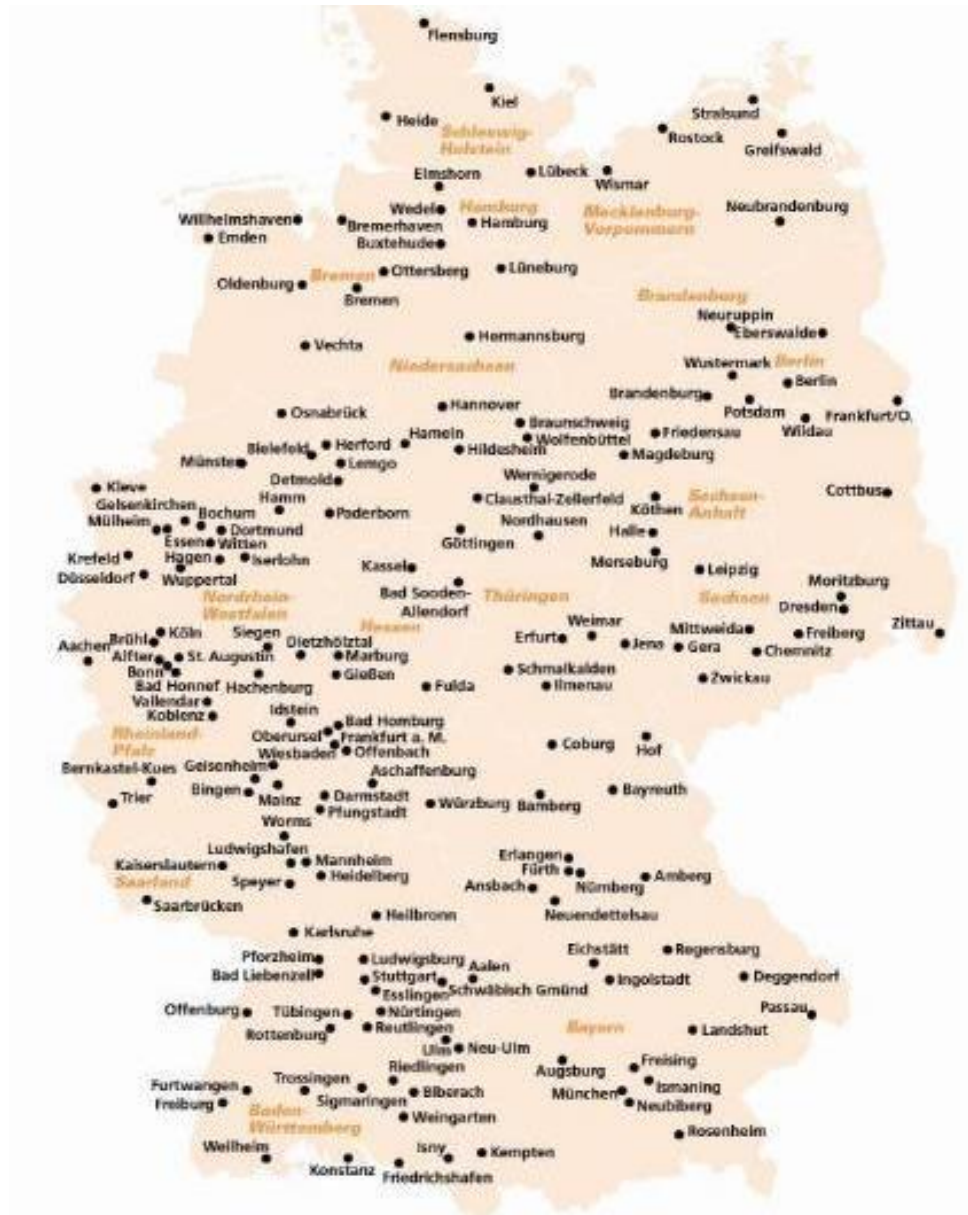 Flensburg
Kiel
Heide
Schleswig-
Holstein
Stralsund
Rostock
Greifswald
Elmshorn
Lübeck
Wismar
Wedel
Hamburg
Hamburg
Mecklenburg-
Vorpommern
Neubrandenburg
Willhelmshaven
Bremerhaven
Emden
Buxtehude
Oldenburg
Bremen
Ottersberg
Lüneburg
Bremen
Brandenburg
Neuruppin
Eberswalde
Vechta
Hermannsburg
Niedersachsen
Wustermark
Berlin
Berlin
Brandenburg
Potsdam
Frankfurt/O.
Wildau
Osnabrück
Hannover
Braunschweig
Wolfenbüttel
Friedensau
Bielefeld
Herford
Hameln
Hildesheim
Magdeburg
Münster
Lemgo
Detmold
Wernigerode
Kleve
Hamm
Clausthal-Zellerfeld
Sachsen-
Anhalt
Cottbus
Gelsenkirchen
Bochum
Paderborn
Köthen
Mülheim
Dortmund
Nordhausen
Essen
Witten
Göttingen
Halle
Krefeld
Hagen
Iserlohn
Kassel
Merseburg
Leipzig
Düsseldorf
Wuppertal
Bad Sooden-
Allendorf
Moritzburg
Nordrhein-
Westfalen
Thüringen
Sachsen
Dresden
Hessen
Zittau
Aachen
Brühl
Köln
Siegen
Dietzhölztal
Erfurt
Weimar
Jena
Mittweida
Freiberg
Alfter
St. Augustin
Marburg
Gera
Chemnitz
Bonn
Gießen
Schmalkalden
Zwickau
Bad Honnef
Hachenburg
Fulda
Ilmenau
Vallendar
Koblenz
Idstein
Bad Homburg
Rheinland-
Pfalz
Oberursel
Frankfurt a. M.
Wiesbaden
Offenbach
Coburg
Hof
Bernkastel-Kues
Geisenheim
Aschaffenburg
Trier
Bingen
Mainz
Darmstadt
Pfungstadt
Würzburg
Bamberg
Bayreuth
Worms
Ludwigshafen
Kaiserslautern
Mannheim
Erlangen
Saarland
Speyer
Heidelberg
Fürth
Ansbach
Nürnberg
Amberg
Saarbrücken
Heilbronn
Neuendettelsau
Karlsruhe
Pforzheim
Ludwigsburg
Eichstätt
Regensburg
Bad Liebenzell
Stuttgart
Aalen
Esslingen
Schwäbisch Gmünd
Ingolstadt
Deggendorf
Offenburg
Tübingen
Nürtingen
Passau
Rottenburg
Reutlingen
Bayern
Landshut
Ulm
Neu-Ulm
Riedlingen
Augsburg
Freising
Furtwangen
Trossingen
Sigmaringen
Biberach
München
Ismaning
Freiburg
Neubiberg
Baden-
Württemberg
Weingarten
Rosenheim
Weilheim
Konstanz
Isny
Kempten
Friedrichshafen